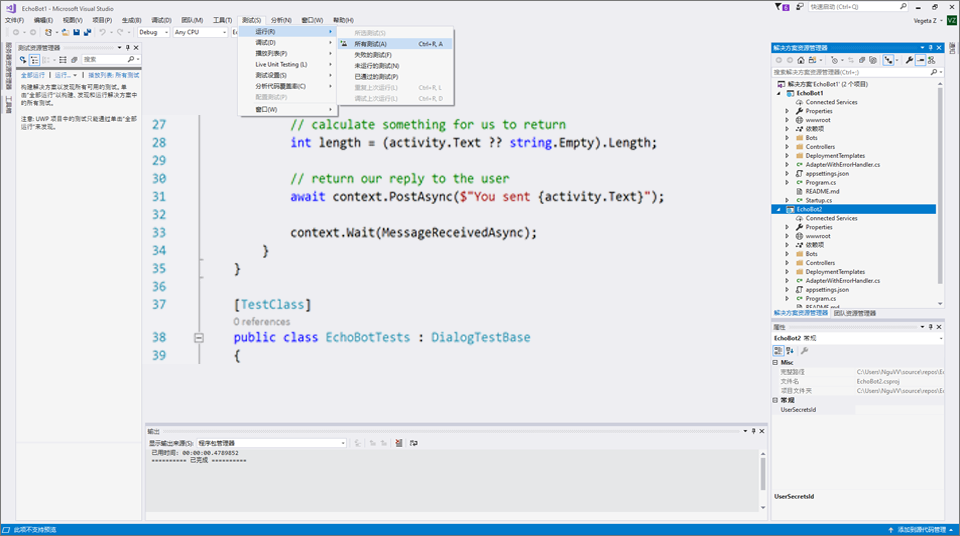 EchoBot1 - Microsoft Visual Studio
快速启动 (Ctrl+Q)
文件(F) 编辑(E) 视图(V) 项目(P) 生成(B) 调试(D) 团队(M) 工具(T) 测试(S) 分析(N) 窗口(W) 帮助(H)
Vegeta Z
VZ
Debug
Any CPU
运行(R)
调试(D)
播放列表(P)
Live Unit Testing (L)
测试设置(S)
分析代码覆盖率(C)
配置测试(P)
窗口(W)
所选测试(S)
所有测试(A) Ctrl+R, A
失败的测试(F)
未运行的测试(N)
已通过的测试(P)
重复上次运行(L) Ctrl+R, L
调试上次运行(L) Ctrl+R, D
测试资源管理器
搜索
全部运行 | 运行... | 播放列表: 所有测试
构建解决方案以发现所有可用的测试。单
击"全部运行"以构建、发现和运行解决方案中
的所有测试。
注意: UWP 项目中的测试只能通过单击"全部
运行"来发现。
工具箱
27 // calculate something for us to return
28 int length = (activity.Text ?? string.Empty).Length;
29
30 // return our reply to the user
31 await context.PostAsync($"You sent {activity.Text}");
32
33 context.Wait(MessageReceivedAsync);
34 }
35 }
36
37 [TestClass]
0 references
38 public class EchoBotTests : DialogTestBase
39 {
输出
显示输出来源(S): 程序包管理器
已用时间: 00:00:00.4789852
========== 已完成 ==========
解决方案资源管理器
搜索解决方案资源管理器(Ctrl+;)
解决方案'EchoBot1' (2 个项目)
EchoBot1
Connected Services
Properties
wwwroot
依赖项
Bots
Controllers
DeploymentTemplates
AdapterWithErrorHandler.cs
appsettings.json
Program.cs
README.md
Startup.cs
EchoBot2
Connected Services
Properties
wwwroot
依赖项
Bots
Controllers
DeploymentTemplates
AdapterWithErrorHandler.cs
appsettings.json
Program.cs
README.md
解决方案资源管理器 团队资源管理器
属性
EchoBot2 常规
Misc
完整路径 C:\Users\NguVV\source\repos\Ec
文件名 EchoBot2.csproj
项目文件夹 C:\Users\NguVV\source\repos\Ec
常规
UserSecretsId
UserSecretsId
此项不支持预览
添加到源代码管理